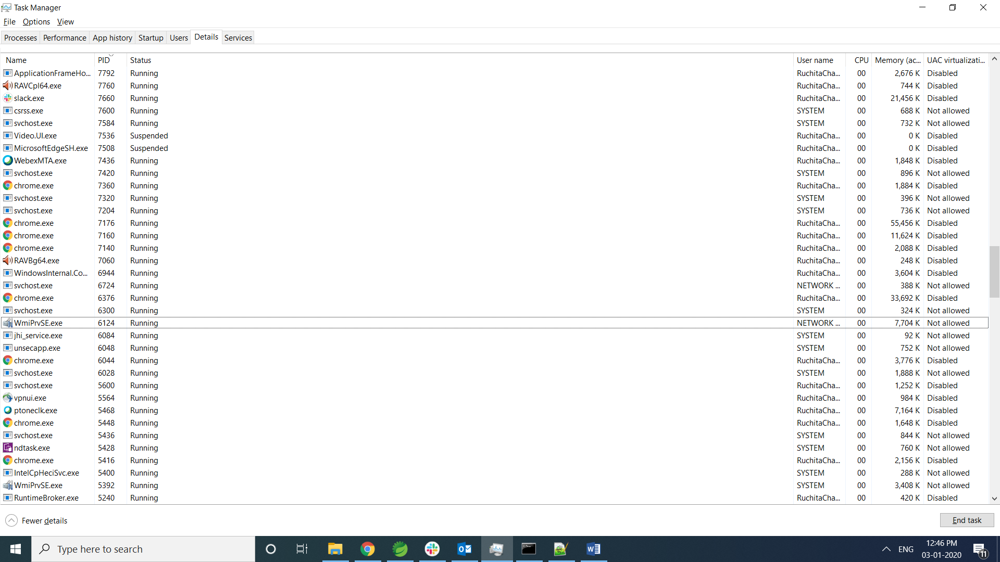 Task Manager
File Options View
Processes Performance App history Startup Users Details Services
Name PID Status User name CPU Memory (ac... UAC virtualizati...
ApplicationFrameHo... 7792 Running RuchitaCha... 00 2,676 K Disabled
RAVCpl64.exe 7760 Running RuchitaCha... 00 744 K Disabled
slack.exe 7660 Running RuchitaCha... 00 21,456 K Disabled
csrss.exe 7600 Running SYSTEM 00 688 K Not allowed
svchost.exe 7584 Running SYSTEM 00 732 K Not allowed
Video.UI.exe 7536 Suspended RuchitaCha... 00 0 K Disabled
MicrosoftEdgeSH.exe 7508 Suspended RuchitaCha... 00 0 K Disabled
WebexMTA.exe 7436 Running RuchitaCha... 00 1,848 K Disabled
svchost.exe 7420 Running SYSTEM 00 896 K Not allowed
chrome.exe 7360 Running RuchitaCha... 00 1,884 K Disabled
svchost.exe 7320 Running SYSTEM 00 396 K Not allowed
svchost.exe 7204 Running SYSTEM 00 736 K Not allowed
chrome.exe 7176 Running RuchitaCha... 00 55,456 K Disabled
chrome.exe 7160 Running RuchitaCha... 00 11,624 K Disabled
chrome.exe 7140 Running RuchitaCha... 00 2,088 K Disabled
RAVBg64.exe 7060 Running RuchitaCha... 00 248 K Disabled
WindowsInternal.Co... 6944 Running RuchitaCha... 00 3,604 K Disabled
svchost.exe 6724 Running NETWORK ... 00 388 K Not allowed
chrome.exe 6376 Running RuchitaCha... 00 33,692 K Disabled
svchost.exe 6300 Running SYSTEM 00 324 K Not allowed
WmiPrvSE.exe 6124 Running NETWORK ... 00 7,704 K Not allowed
jhi_service.exe 6084 Running SYSTEM 00 92 K Not allowed
unsecapp.exe 6048 Running SYSTEM 00 752 K Not allowed
chrome.exe 6044 Running RuchitaCha... 00 3,776 K Disabled
svchost.exe 6028 Running SYSTEM 00 1,888 K Not allowed
svchost.exe 5600 Running RuchitaCha... 00 1,252 K Disabled
vpnui.exe 5564 Running RuchitaCha... 00 984 K Disabled
ptoneclk.exe 5468 Running RuchitaCha... 00 7,164 K Disabled
chrome.exe 5448 Running RuchitaCha... 00 1,648 K Disabled
svchost.exe 5436 Running SYSTEM 00 844 K Not allowed
ndtask.exe 5428 Running SYSTEM 00 760 K Not allowed
chrome.exe 5416 Running RuchitaCha... 00 2,156 K Disabled
IntelCpHeciSvc.exe 5400 Running SYSTEM 00 288 K Not allowed
WmiPrvSE.exe 5392 Running SYSTEM 00 3,408 K Not allowed
RuntimeBroker.exe 5240 Running RuchitaCha... 00 420 K Disabled
Fewer details End task
Type here to search ENG 12:46 PM
03-01-2020 11